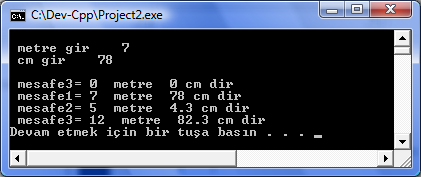 C:\Dev-Cpp\Project2.exe
metre gir    7
cm gir    78
mesafe3= 0  metre  0 cm dir
mesafe1= 7  metre  78 cm dir
mesafe2= 5  metre  4.3 cm dir
mesafe3= 12  metre  82.3 cm dir
Devam etmek için bir tuşa basın . . . _